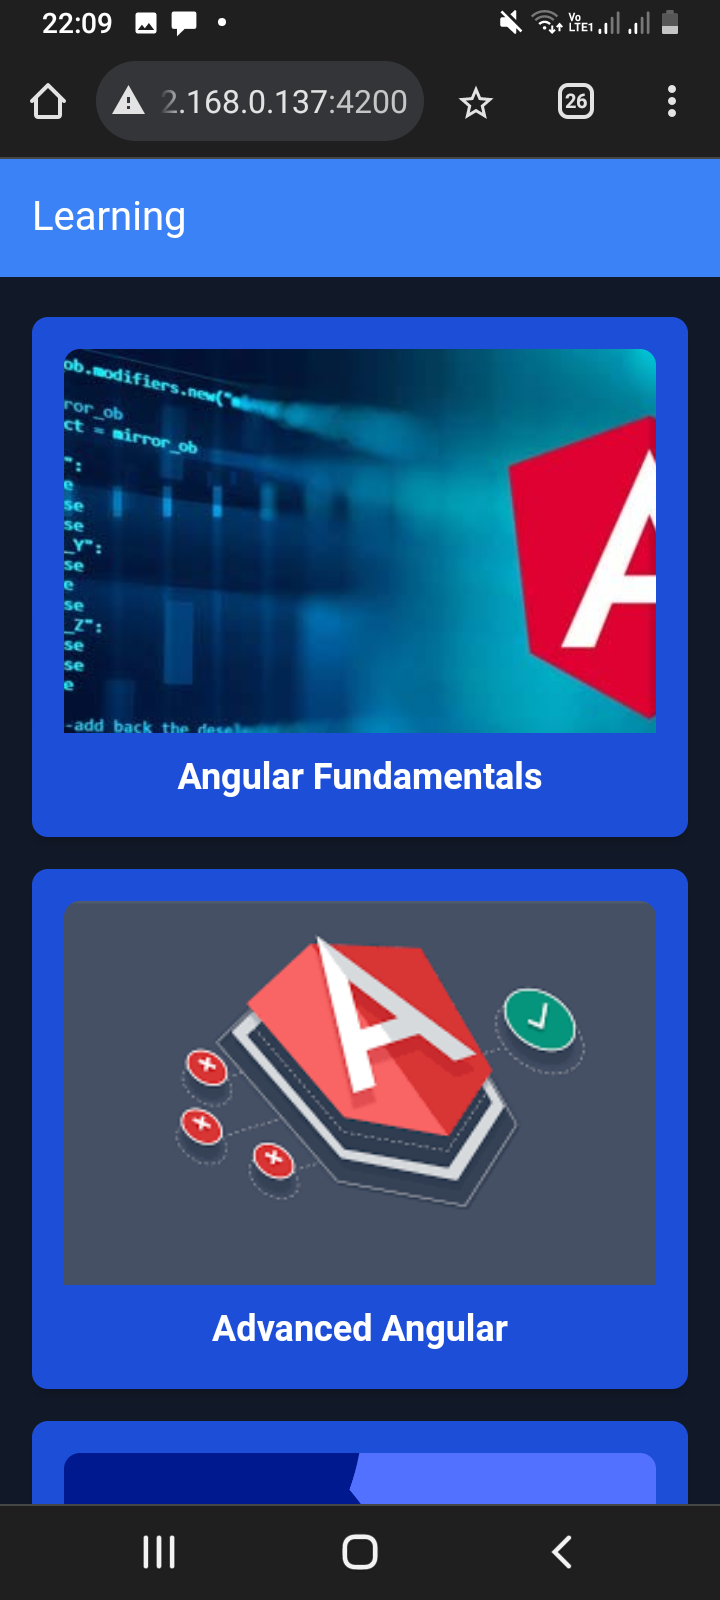 22:09
Vo
LTE1
2.168.0.137:4200
26
Learning
ob.modifiers.new("
ror_ob
ct = mirror_ob
":
e
se
se
_Y":
se
e
se
_Z":
se
se
e
-add back the
A
Angular Fundamentals
A
Advanced Angular